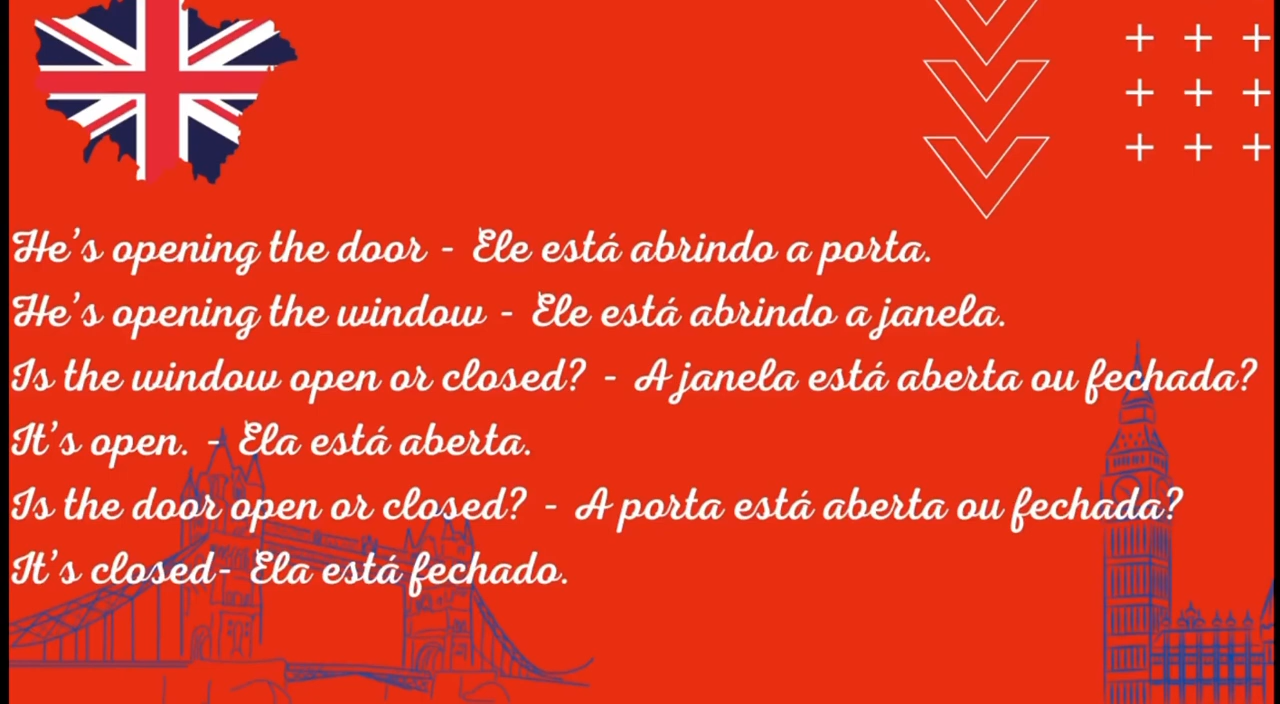 He's opening the door - Ele está abrindo a porta.
He's opening the window - Ele está abrindo a janela.
Is the window open or closed? - A janela está aberta ou fechada?
It's open. - Ela está aberta.
Is the door open or closed? - A porta está aberta ou fechada?
It's closed- Ela está fechado.